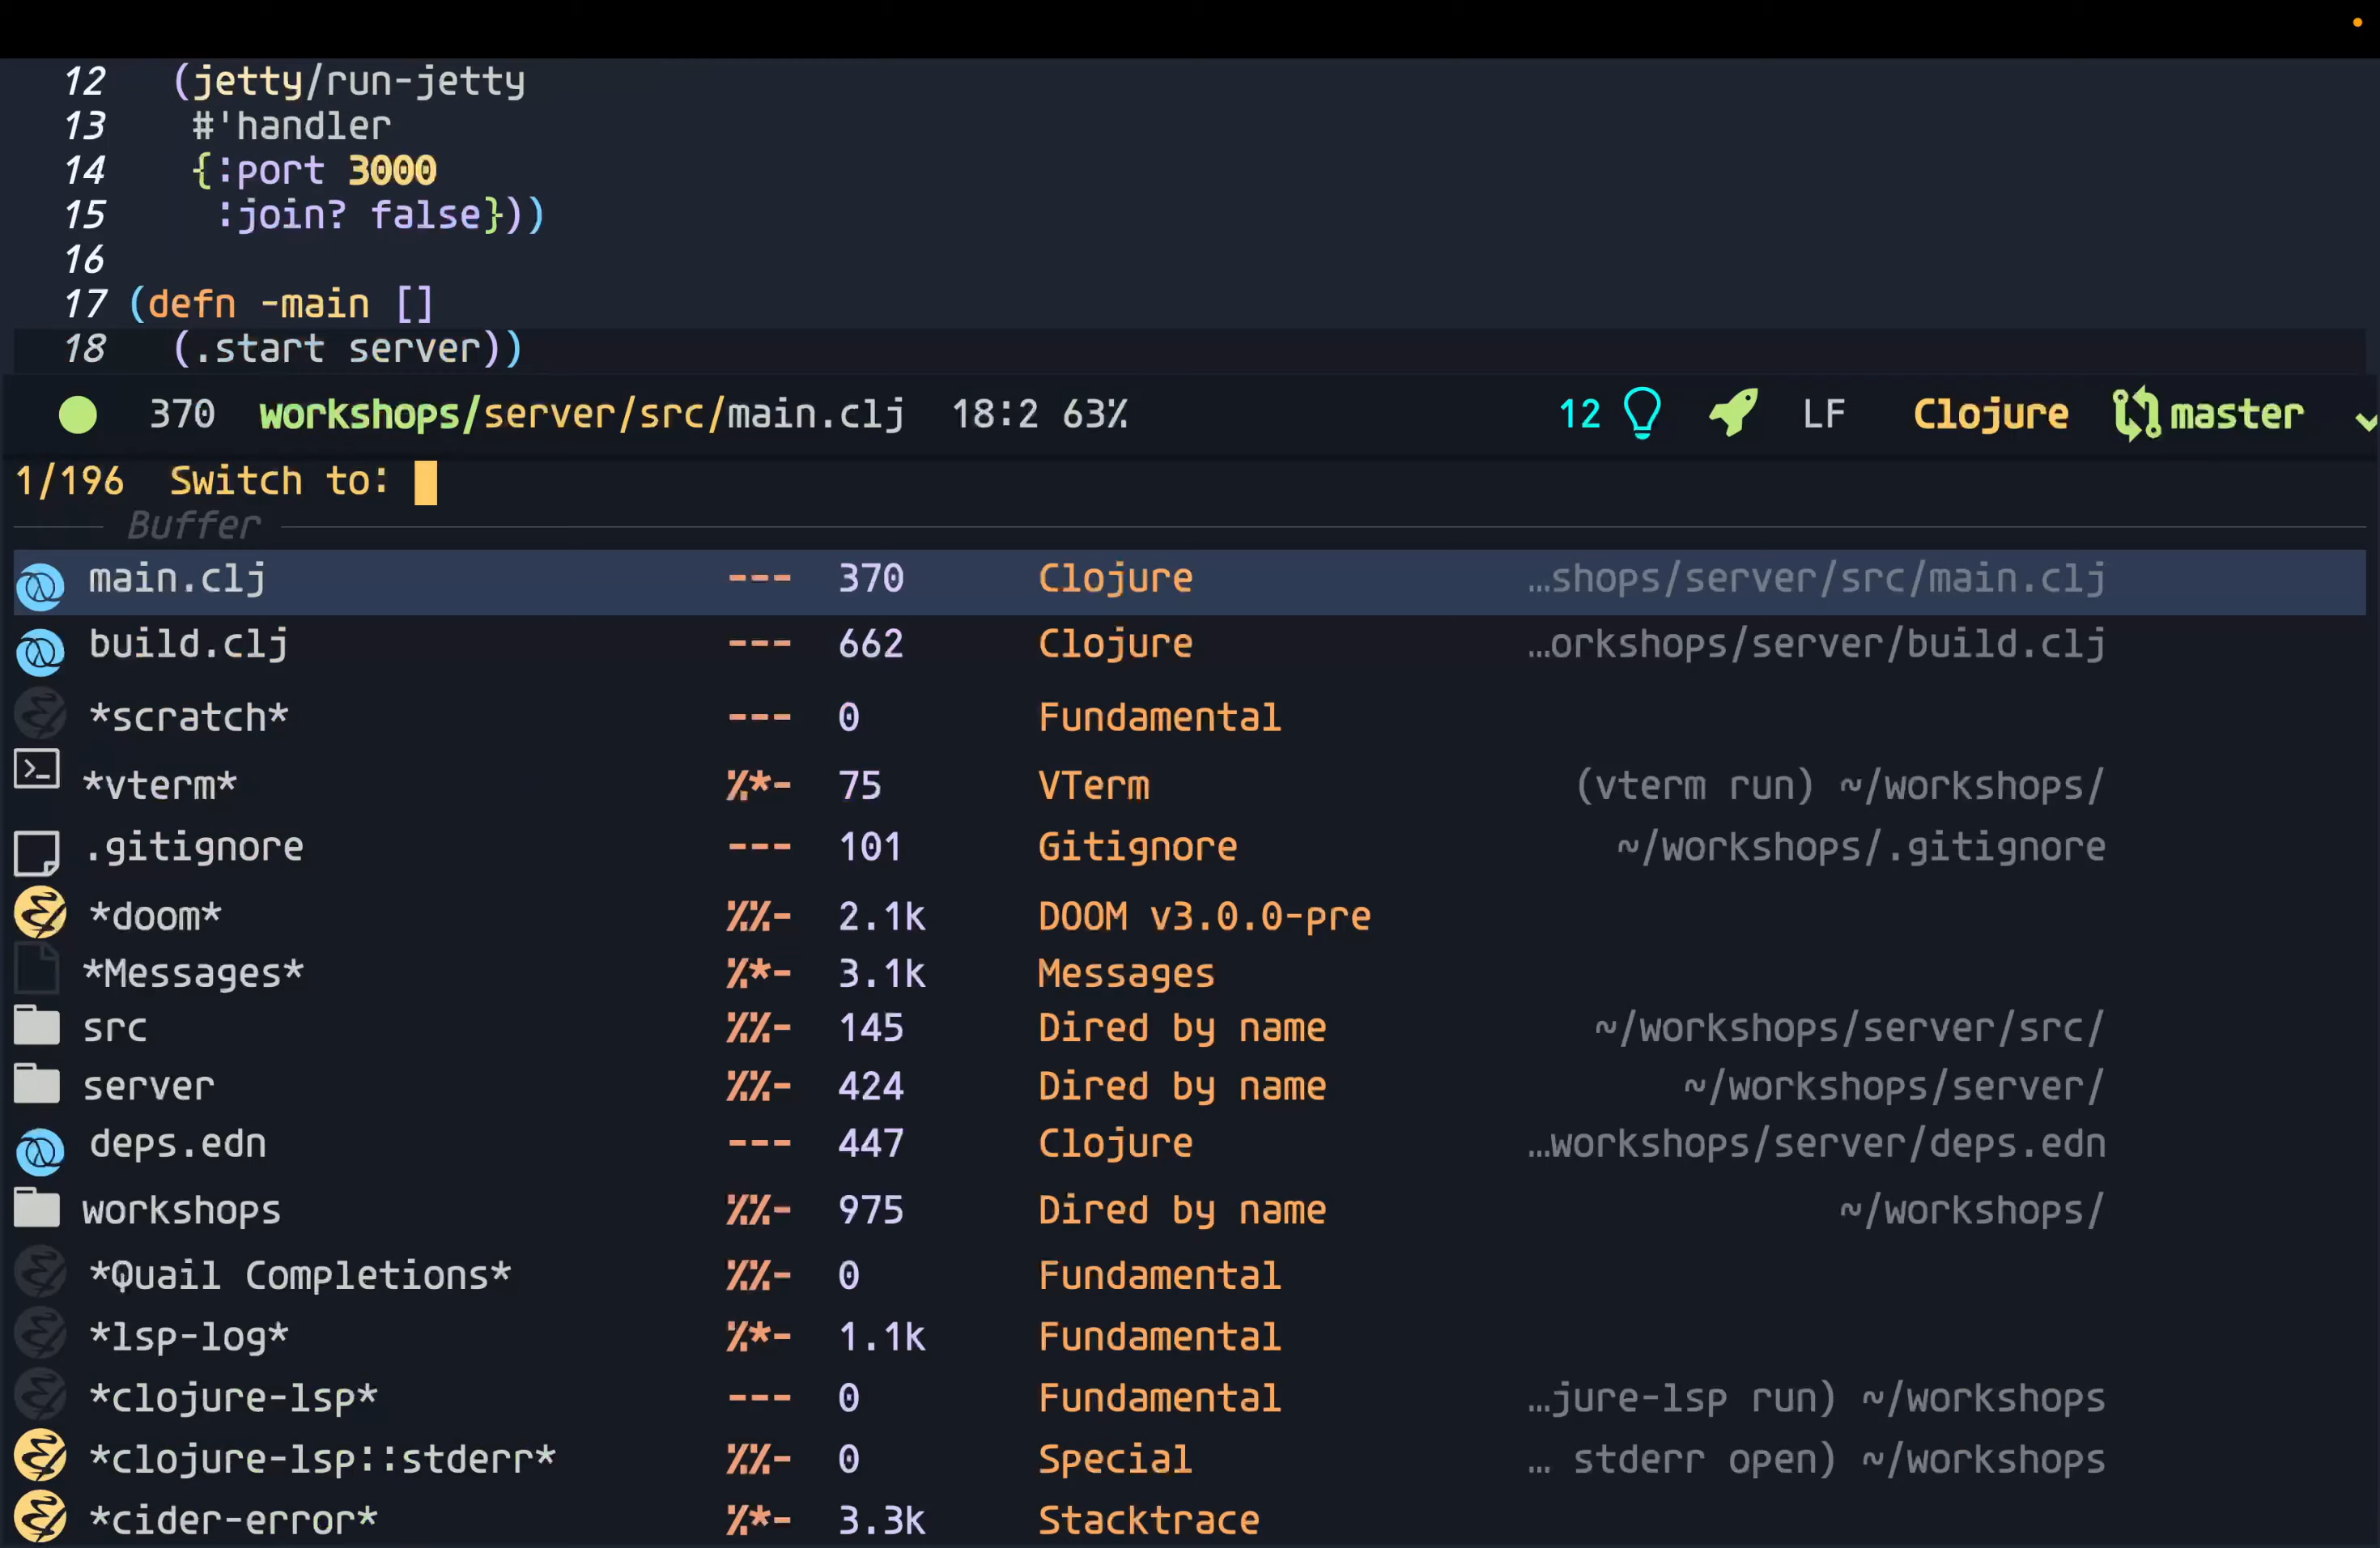 12 (jetty/run-jetty
13 #'handler
14 {:port 3000
15 :join? false}))
16
17 (defn -main []
18 (.start server))
370 workshops/server/src/main.clj 18:2 63% 12 LF Clojure master
1/196 Switch to:
Buffer
main.clj --- 370 Clojure …shops/server/src/main.clj
build.clj --- 662 Clojure …orkshops/server/build.clj
*scratch* --- 0 Fundamental
*vterm* %*- 75 VTerm (vterm run) ~/workshops/
.gitignore --- 101 Gitignore ~/workshops/.gitignore
*doom* %%- 2.1k DOOM v3.0.0-pre
*Messages* %*- 3.1k Messages
src %%- 145 Dired by name ~/workshops/server/src/
server %%- 424 Dired by name ~/workshops/server/
deps.edn --- 447 Clojure …workshops/server/deps.edn
workshops %%- 975 Dired by name ~/workshops/
*Quail Completions* %%- 0 Fundamental
*lsp-log* %*- 1.1k Fundamental
*clojure-lsp* --- 0 Fundamental …jure-lsp run) ~/workshops
*clojure-lsp::stderr* %%- 0 Special … stderr open) ~/workshops
*cider-error* %*- 3.3k Stacktrace